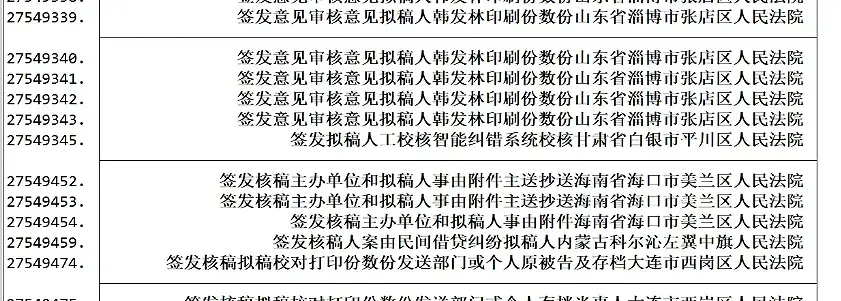 27549339. 签发意见审核意见拟稿人韩发林印刷份数份山东省淄博市张店区人民法院
27549340. 签发意见审核意见拟稿人韩发林印刷份数份山东省淄博市张店区人民法院
27549341. 签发意见审核意见拟稿人韩发林印刷份数份山东省淄博市张店区人民法院
27549342. 签发意见审核意见拟稿人韩发林印刷份数份山东省淄博市张店区人民法院
27549343. 签发意见审核意见拟稿人韩发林印刷份数份山东省淄博市张店区人民法院
27549345. 签发拟稿人工校核智能纠错系统校核甘肃省白银市平川区人民法院
27549452. 签发核稿主办单位和拟稿人事由附件主送抄送海南省海口市美兰区人民法院
27549453. 签发核稿主办单位和拟稿人事由附件主送抄送海南省海口市美兰区人民法院
27549454. 签发核稿主办单位和拟稿人事由附件海南省海口市美兰区人民法院
27549459. 签发核稿人案由民间借贷纠纷拟稿人内蒙古科尔沁左翼中旗人民法院
27549474. 签发核稿拟稿校对打印份数份发送部门或个人原被告及存档大连市西岗区人民法院